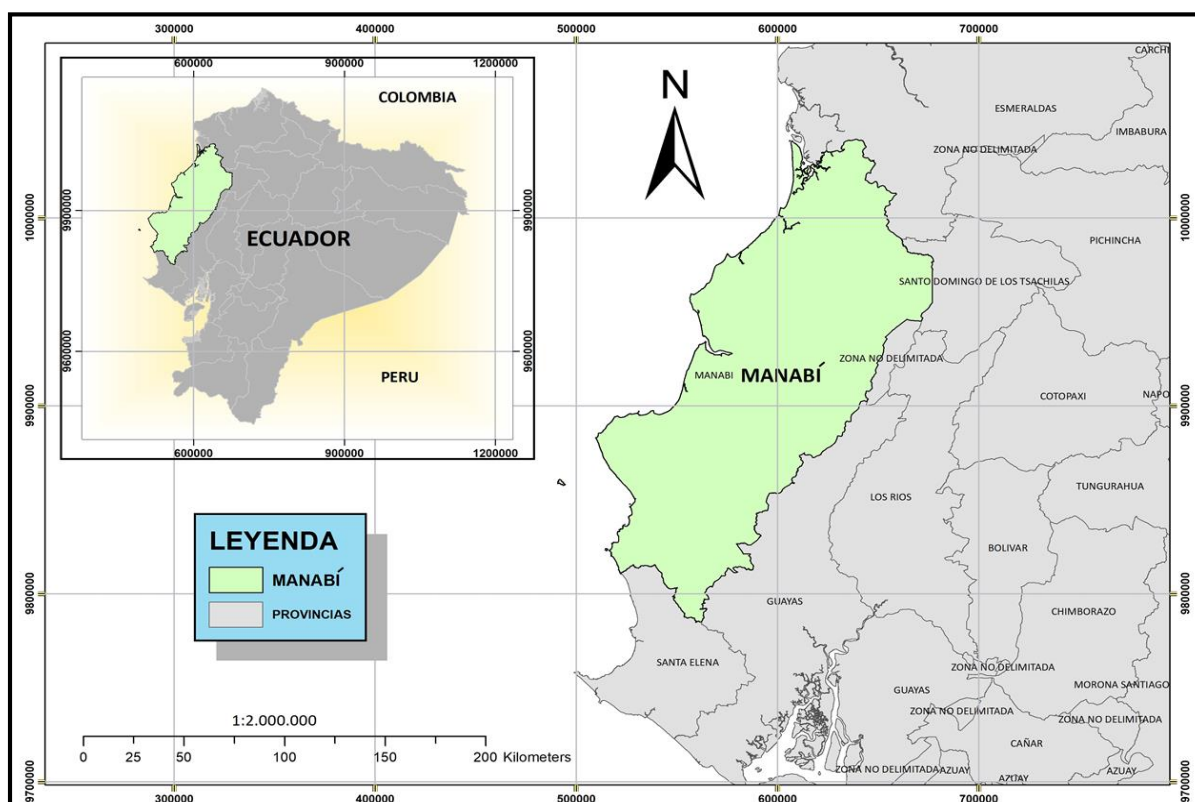 300000 400000 500000 600000 700000
600000 900000 1200000
COLOMBIA
ECUADOR
PERU
9900000 9900000
9600000 9600000
600000 900000 1200000
N
CARCHI
ESMERALDAS
IMBABURA
ZONA NO DELIMITADA
10000000 10000000
PICHINCHA
SANTO DOMINGO DE LOS TSACHILAS
ZONA NO DELIMITADA
MANABI
MANABÍ
COTOPAXI
NAPO
9900000 9900000
TUNGURAHUA
LOS RIOS
BOLIVAR
LEYENDA
MANABÍ
PROVINCIAS
9800000 9800000
GUAYAS
CHIMBORAZO
SANTA ELENA
ZONA NO DELIMITADA
GUAYAS
MORONA SANTIAGO
ZONA NO DELIMITADA
ZONA NO DELIMITADA
CAÑAR
1:2.000.000
0 25 50 100 150 200 Kilometers
ZONA NO DELIMITADA
AZUAY
AZUAY
AZUAY
9700000 9700000
300000 400000 500000 600000 700000